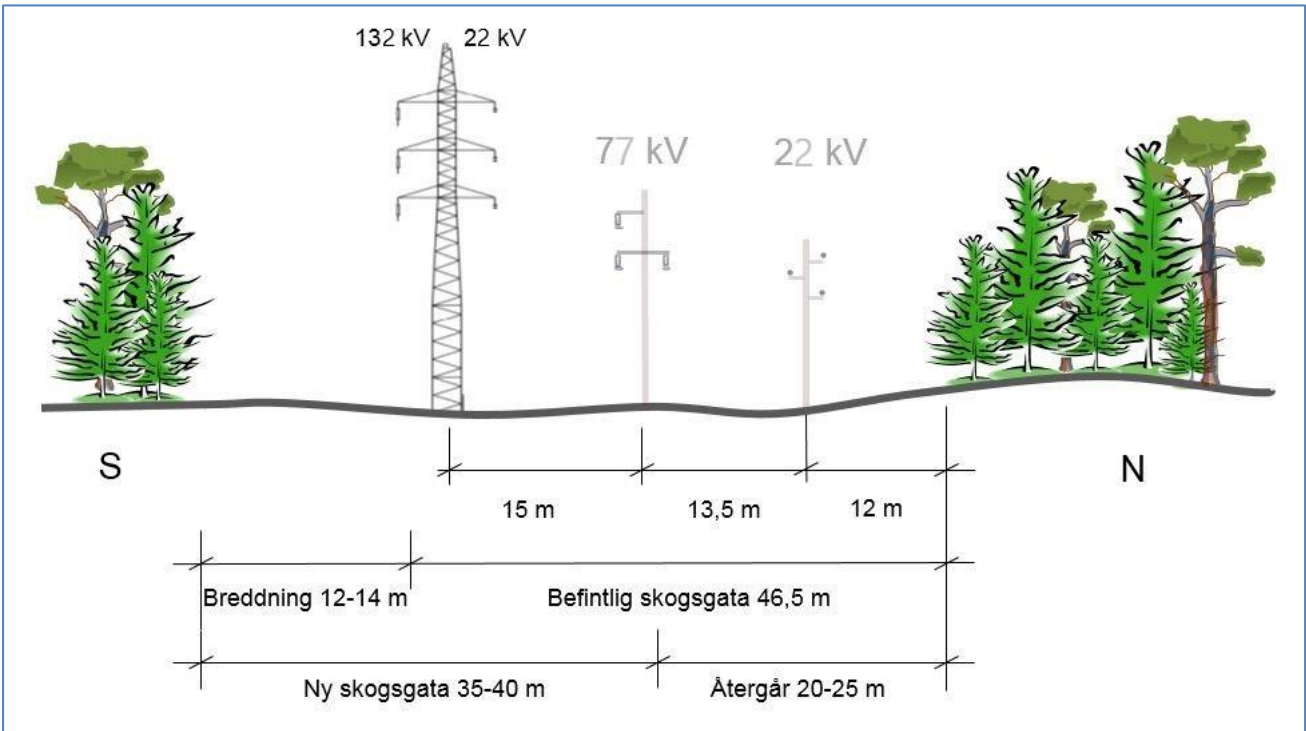 132 kV 22 kV
77 kV 22 kV
S N
15 m 13,5 m 12 m
Breddning 12-14 m Befintlig skogsgata 46,5 m
Ny skogsgata 35-40 m Återgår 20-25 m